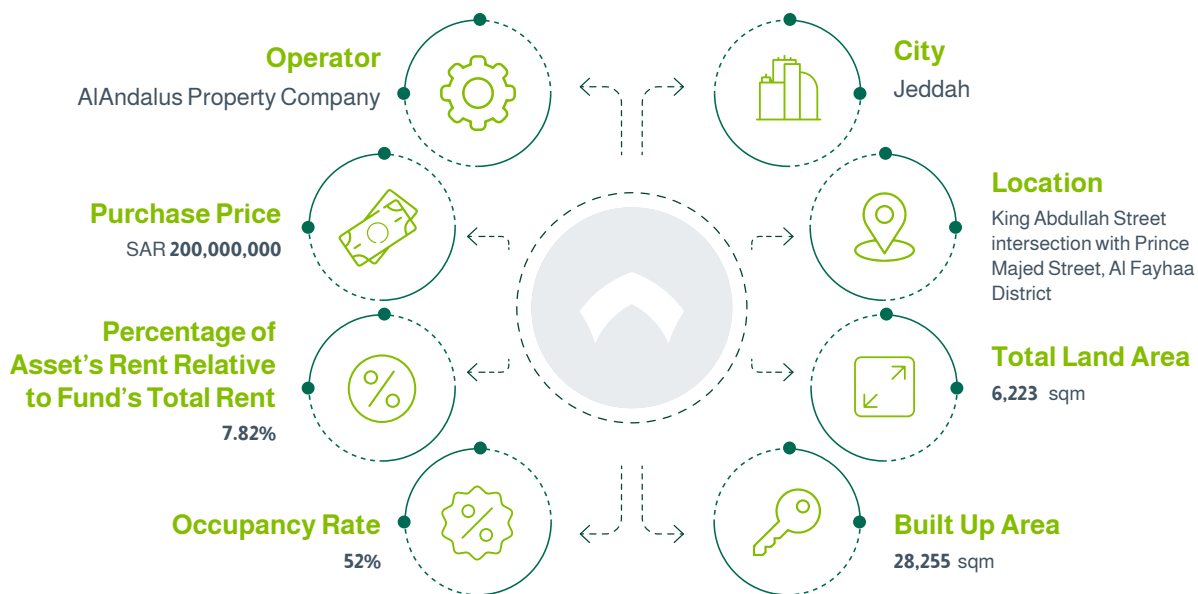 Operator
AlAndalus Property Company
City
Jeddah
Purchase Price
SAR 200,000,000
Location
King Abdullah Street
intersection with Prince
Majed Street, Al Fayhaa
District
Percentage of
Asset's Rent Relative
to Fund's Total Rent
7.82%
Total Land Area
6,223 sqm
Occupancy Rate
52%
Built Up Area
28,255 sqm